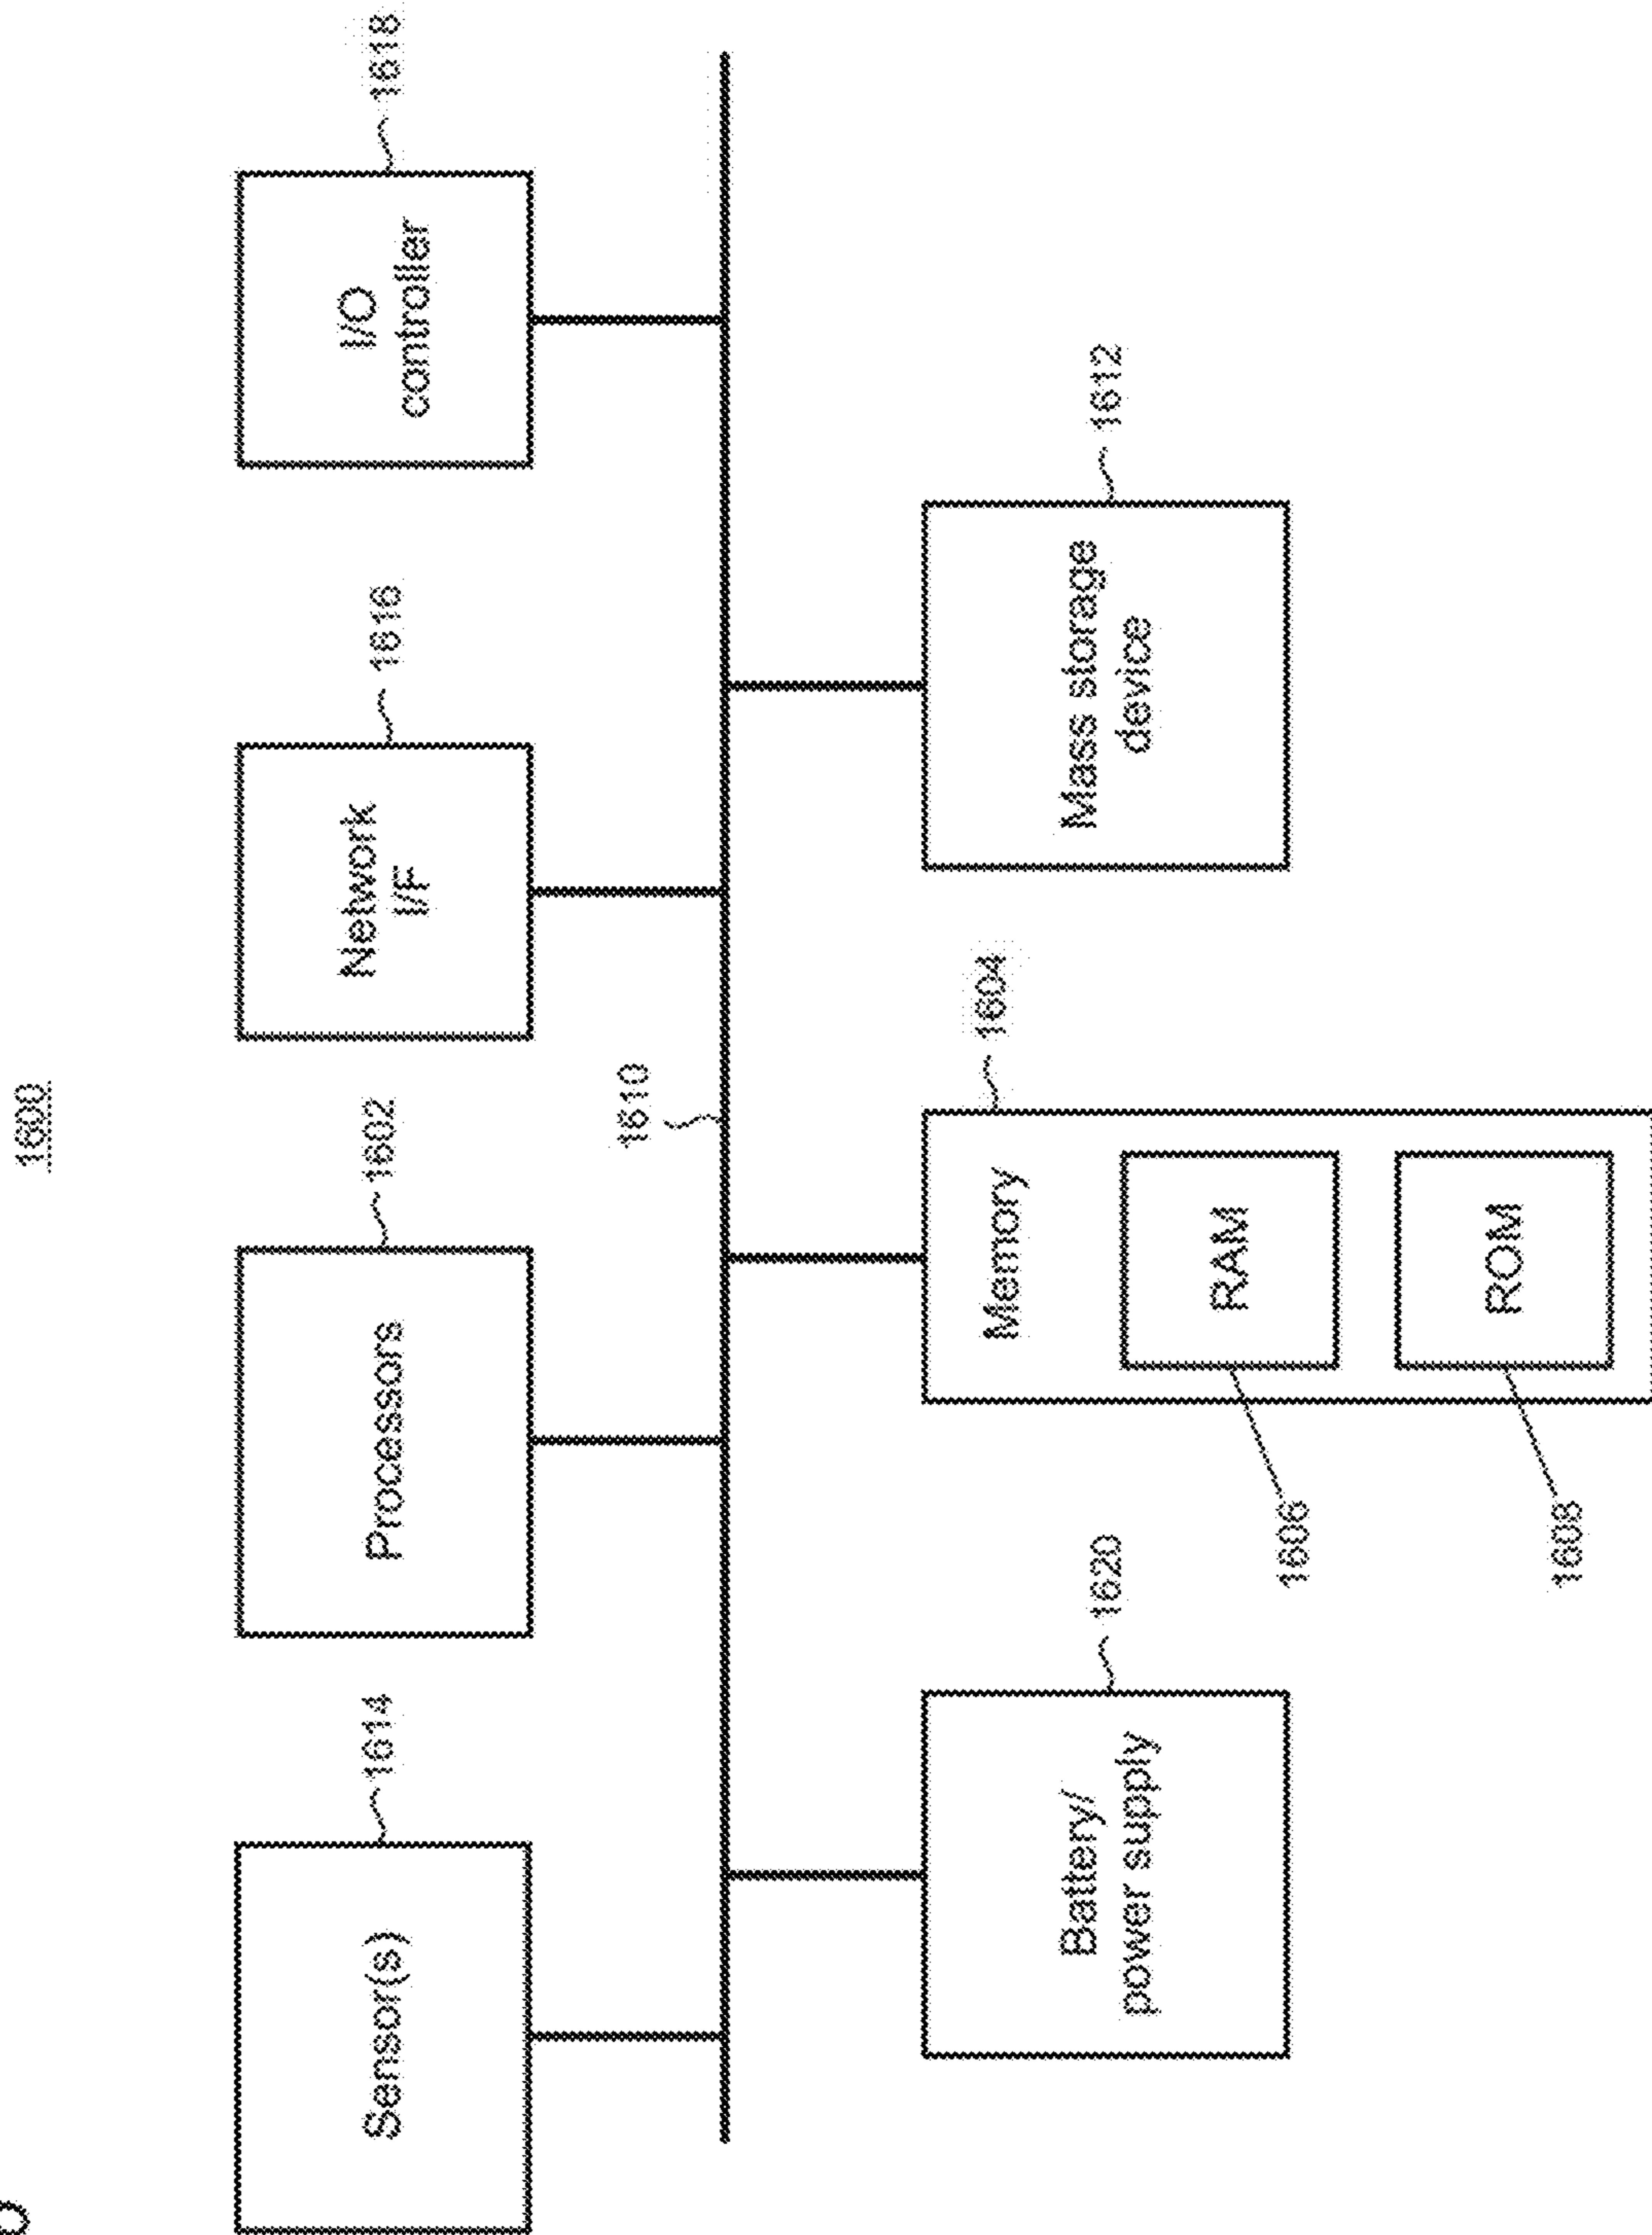 1600
1614
1602
1616
1618
Sensor(s)
Processors
Network
I/F
I/O
controller
1610
1620
1604
1612
Battery/
power supply
Memory
Mass storage
device
RAM
1606
ROM
1608